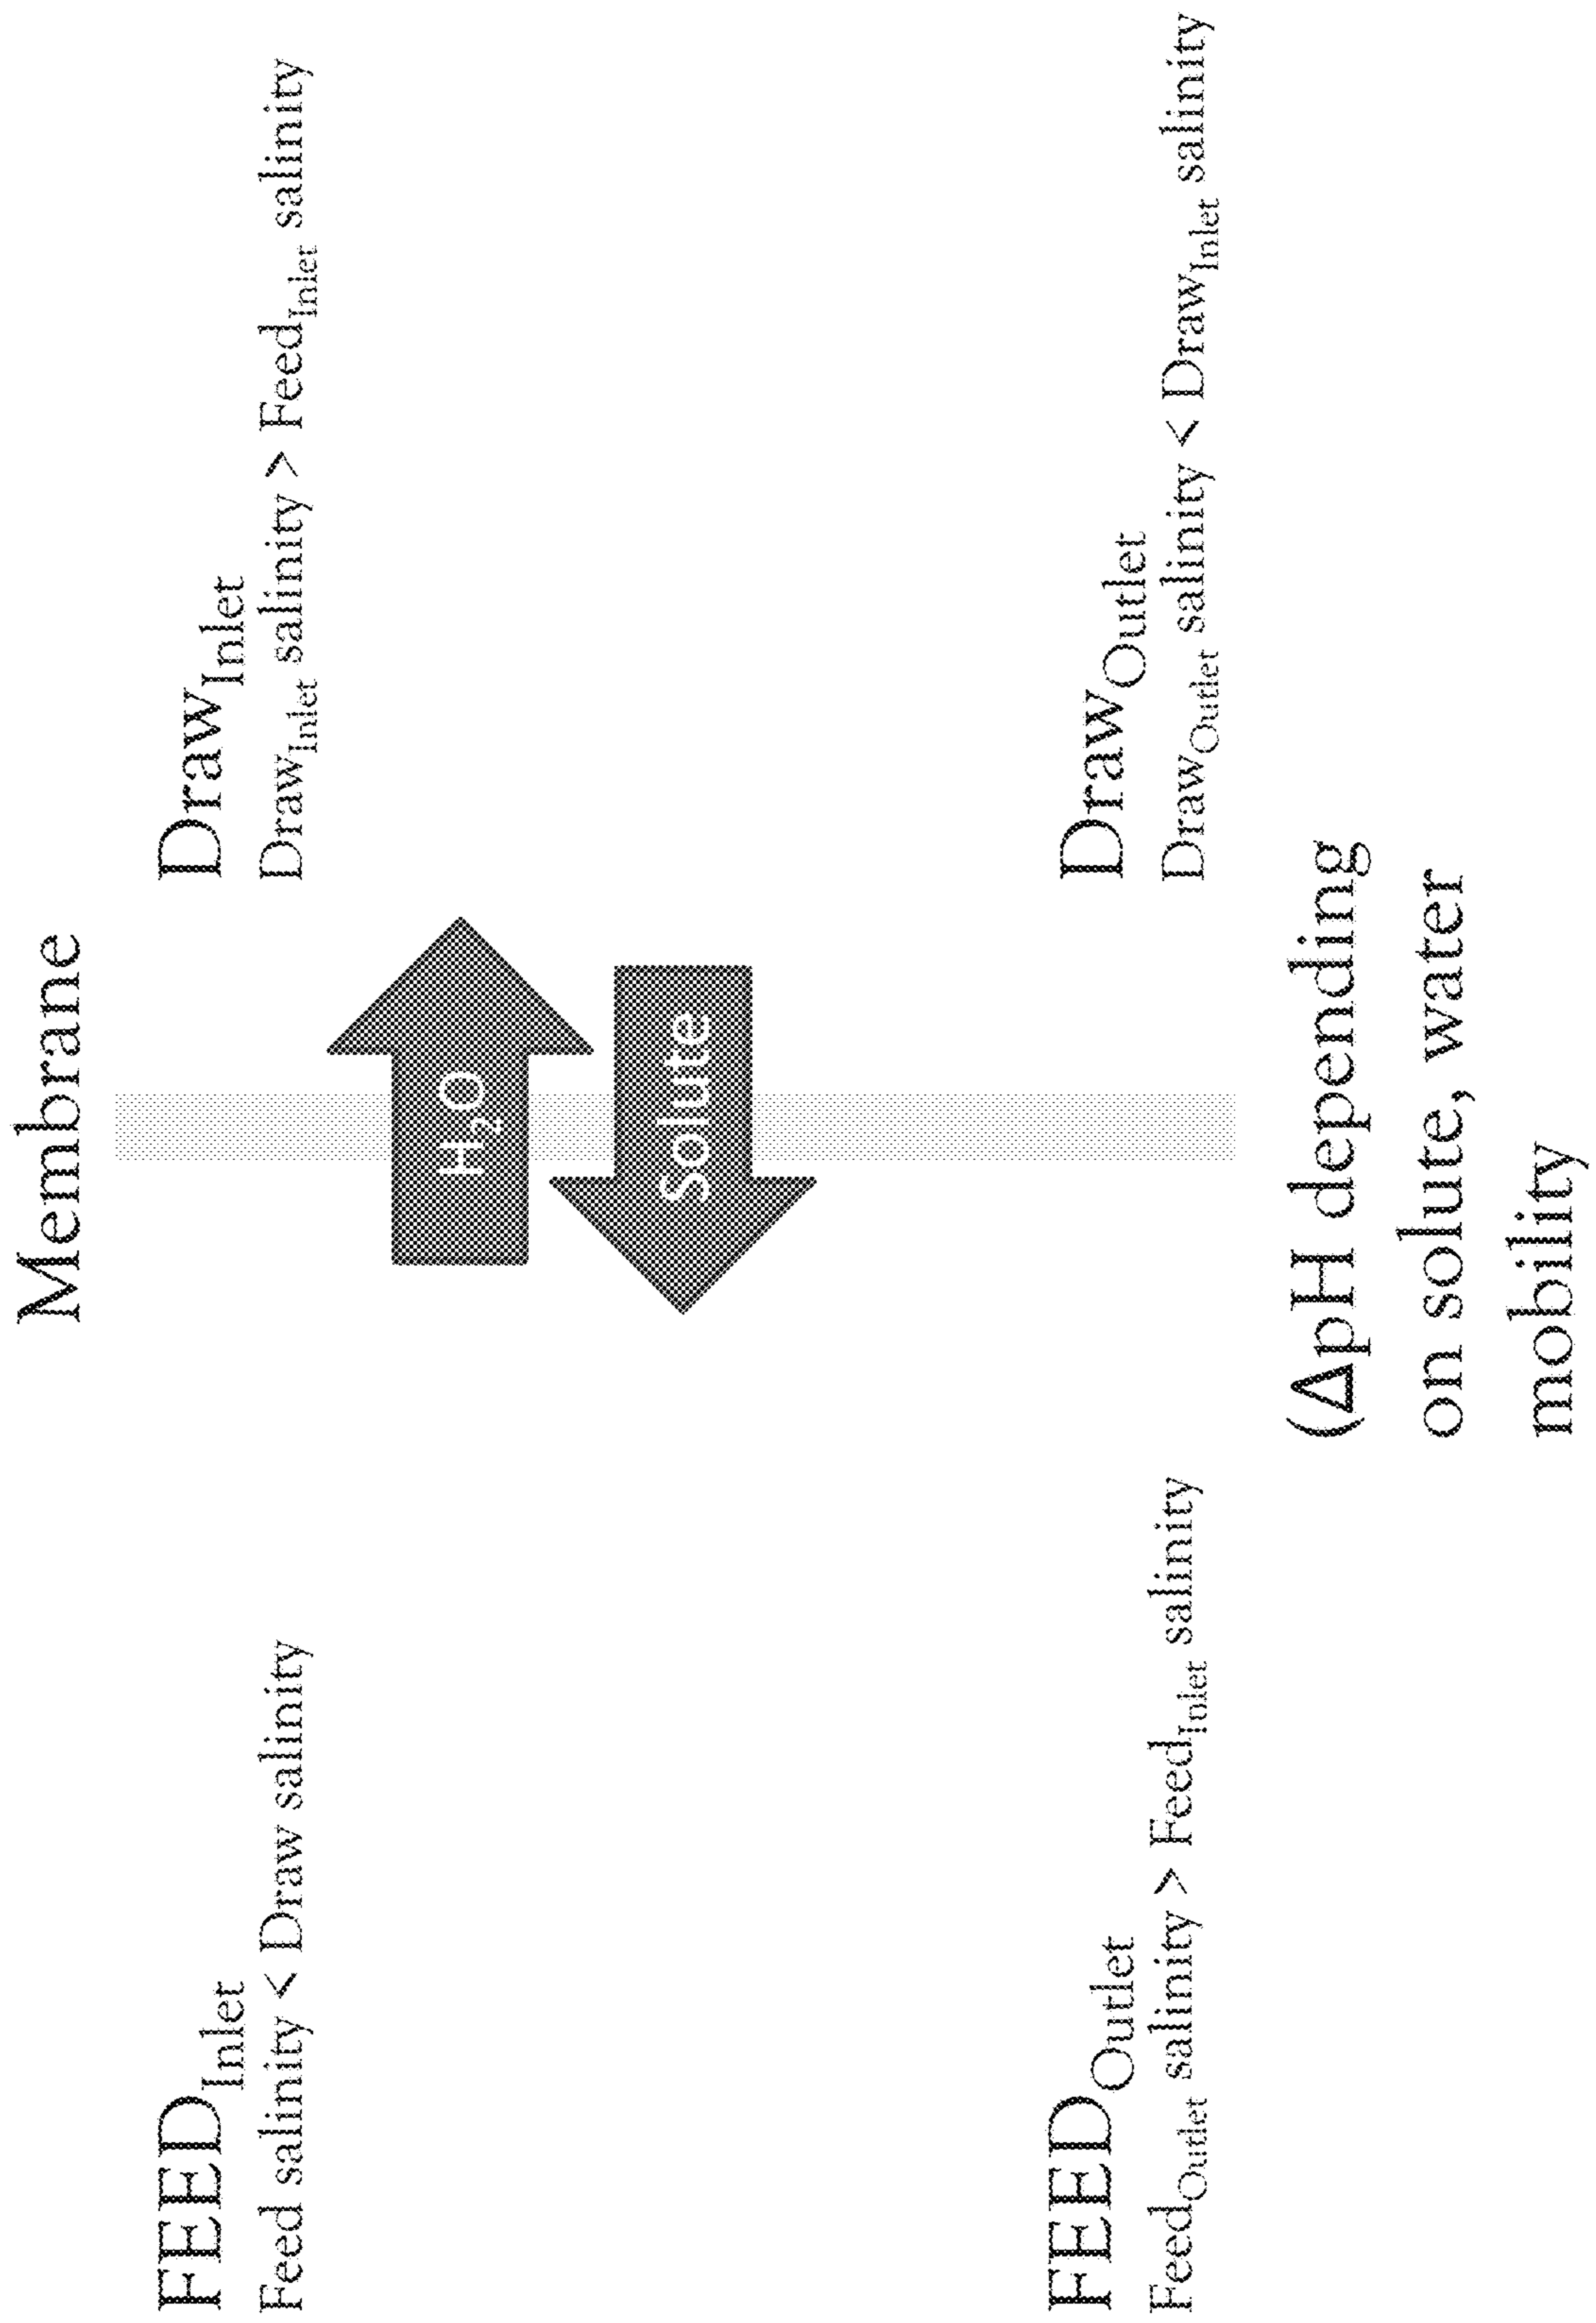 Membrane
FEED_Inlet
Feed salinity < Draw salinity
Draw_Inlet
Draw_Inlet salinity > Feed_Inlet salinity
H₂O
Solute
FEED_Outlet
Feed_Outlet salinity > Feed_Inlet salinity
Draw_Outlet
Draw_Outlet salinity < Draw_Inlet salinity
(ΔpH depending
on solute, water
mobility